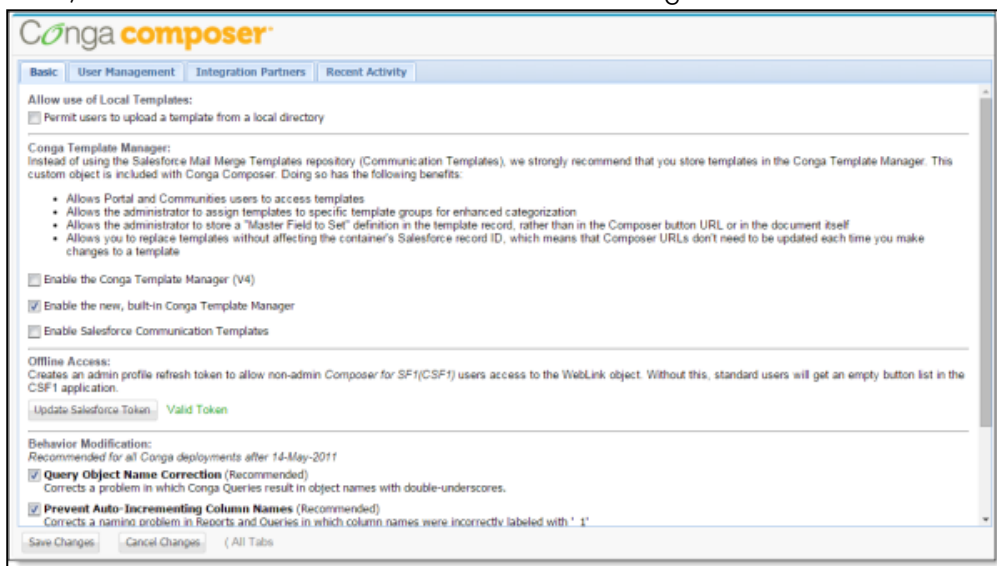 Conga composer
Basic User Management Integration Partners Recent Activity
Allow use of Local Templates:
Permit users to upload a template from a local directory
Conga Template Manager:
Instead of using the Salesforce Mail Merge Templates repository (Communication Templates), we strongly recommend that you store templates in the Conga Template Manager. This
custom object is included with Conga Composer. Doing so has the following benefits:
• Allows Portal and Communities users to access templates
• Allows the administrator to assign templates to specific template groups for enhanced categorization
• Allows the administrator to store a "Master Field to Set" definition in the template record, rather than in the Composer button URL or in the document itself
• Allows you to replace templates without affecting the container's Salesforce record ID, which means that Composer URLs don't need to be updated each time you make
changes to a template
Enable the Conga Template Manager (V4)
Enable the new, built-in Conga Template Manager
Enable Salesforce Communication Templates
Offline Access:
Creates an admin profile refresh token to allow non-admin Composer for SF1(CSF1) users access to the WebLink object. Without this, standard users will get an empty button list in the
CSF1 application.
Update Salesforce Token Valid Token
Behavior Modification:
Recommended for all Conga deployments after 14-May-2011
Query Object Name Correction (Recommended)
Corrects a problem in which Conga Queries result in object names with double-underscores.
Prevent Auto-Incrementing Column Names (Recommended)
Corrects a naming problem in Reports and Queries in which column names were incorrectly labeled with '_1'
Save Changes Cancel Changes ( All Tabs